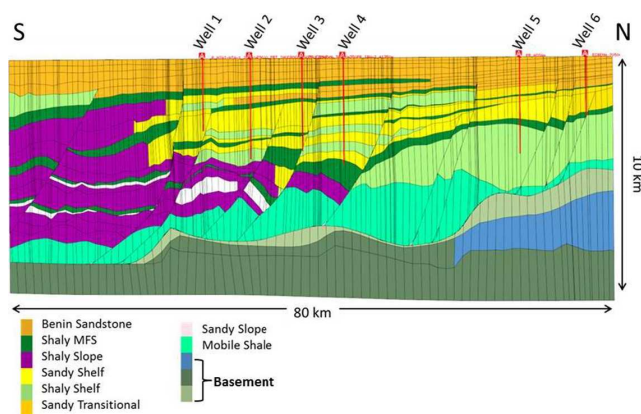 S
Well 1
Well 2
Well 3
Well 4
Well 5
Well 6
N
10 km
80 km
Benin Sandstone
Shaly MFS
Shaly Slope
Sandy Shelf
Shaly Shelf
Sandy Transitional
Sandy Slope
Mobile Shale
Basement